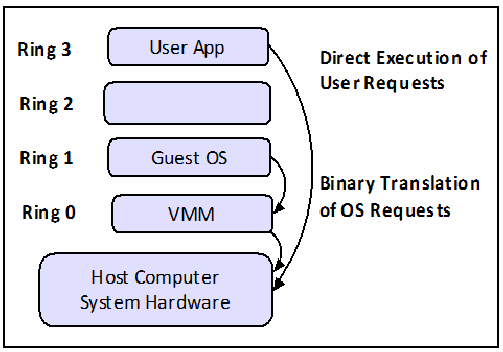 Ring 3
User App
Direct Execution of
User Requests
Ring 2
Ring 1
Guest OS
Binary Translation
of OS Requests
Ring 0
VMM
Host Computer
System Hardware